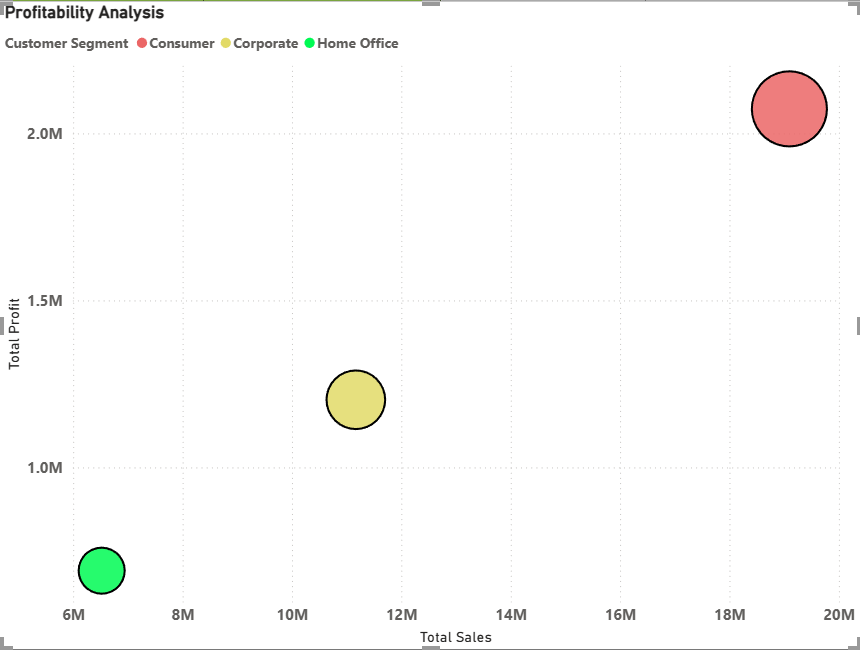 Profitability Analysis
Customer Segment Consumer Corporate Home Office
2.0M
1.5M
1.0M
Total Profit
6M 8M 10M 12M 14M 16M 18M 20M
Total Sales